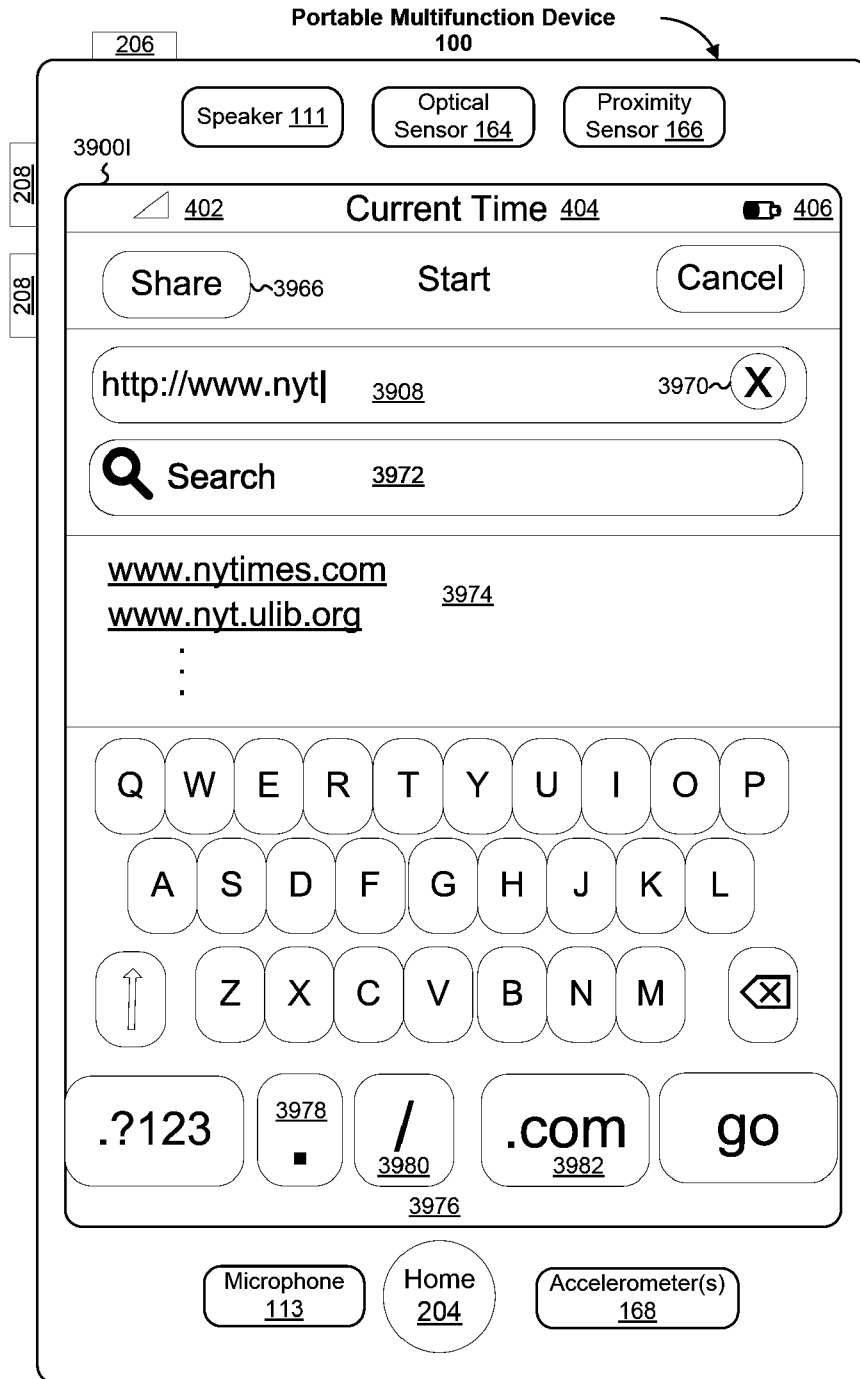 Portable Multifunction Device
100
206
Speaker 111
Optical
Sensor 164
Proximity
Sensor 166
3900I
208
208
402
Current Time 404
406
Share
3966
Start
Cancel
http://www.nyt
3908
3970
X
Search
3972
www.nytimes.com
www.nyt.ulib.org
3974
Q W E R T Y U I O P
A S D F G H J K L
Z X C V B N M
.?123
3978
.
/
3980
.com
3982
go
3976
Microphone
113
Home
204
Accelerometer(s)
168